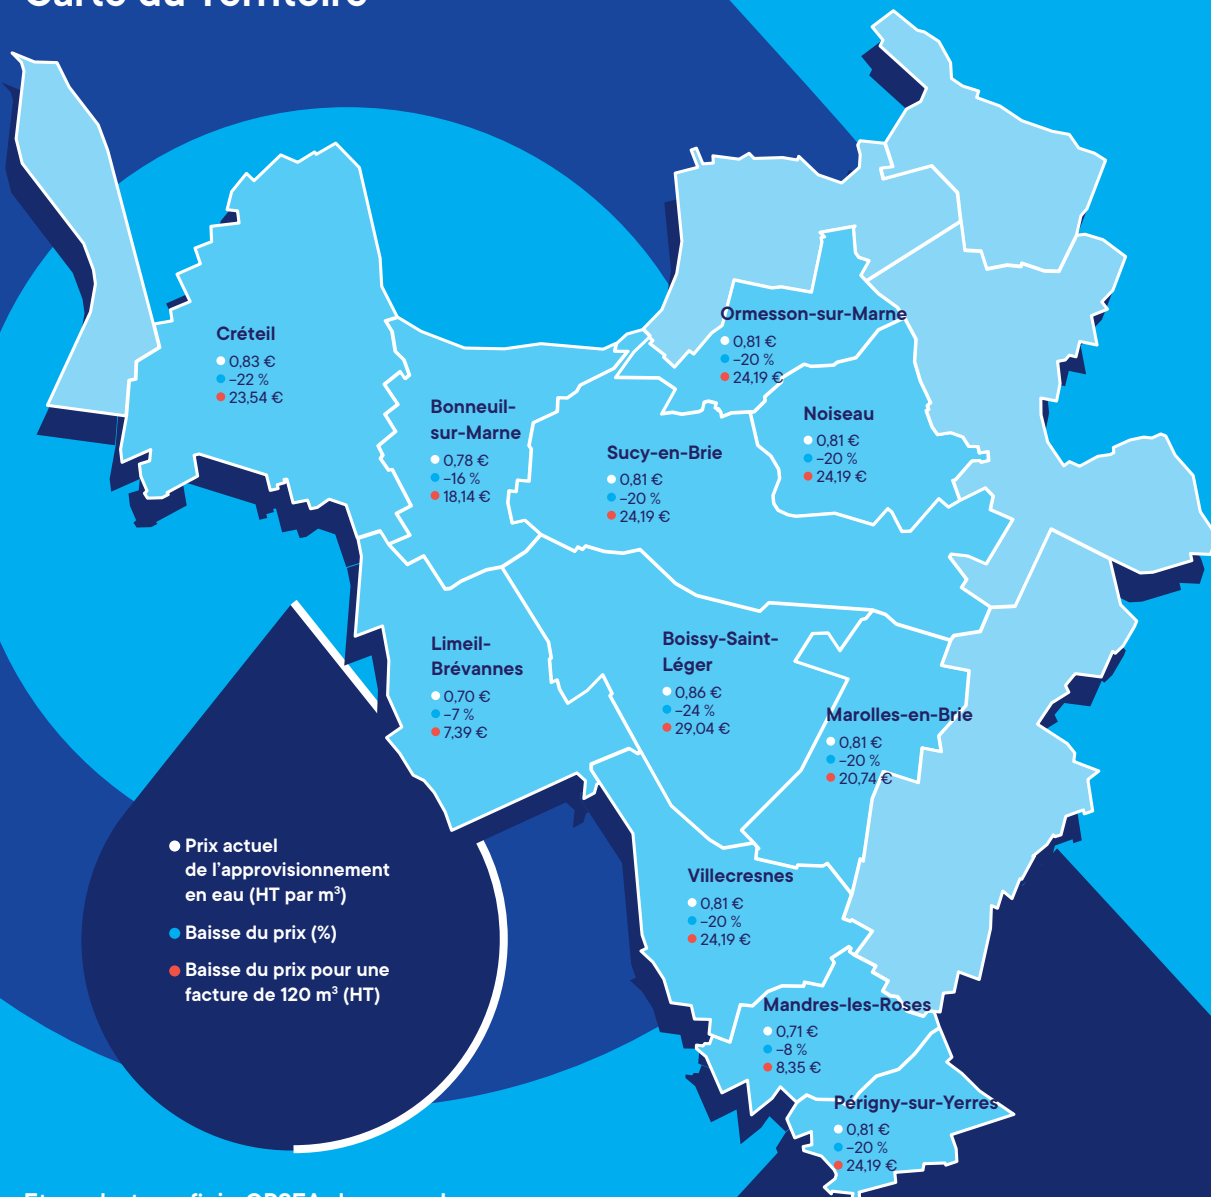 Carte du Territoire
Créteil
0,83 €
–22 %
23,54 €
Bonneuil-
sur-Marne
0,78 €
–16 %
18,14 €
Ormesson-sur-Marne
0,81 €
–20 %
24,19 €
Noiseau
0,81 €
–20 %
24,19 €
Sucy-en-Brie
0,81 €
–20 %
24,19 €
Limeil-
Brévannes
0,70 €
–7 %
7,39 €
Boissy-Saint-
Léger
0,86 €
–24 %
29,04 €
Marolles-en-Brie
0,81 €
–20 %
20,74 €
Villecresnes
0,81 €
–20 %
24,19 €
Mandres-les-Roses
0,71 €
–8 %
8,35 €
Périgny-sur-Yerres
0,81 €
–20 %
24,19 €
Prix actuel
de l'approvisionnement
en eau (HT par m³)
Baisse du prix (%)
Baisse du prix pour une
facture de 120 m³ (HT)